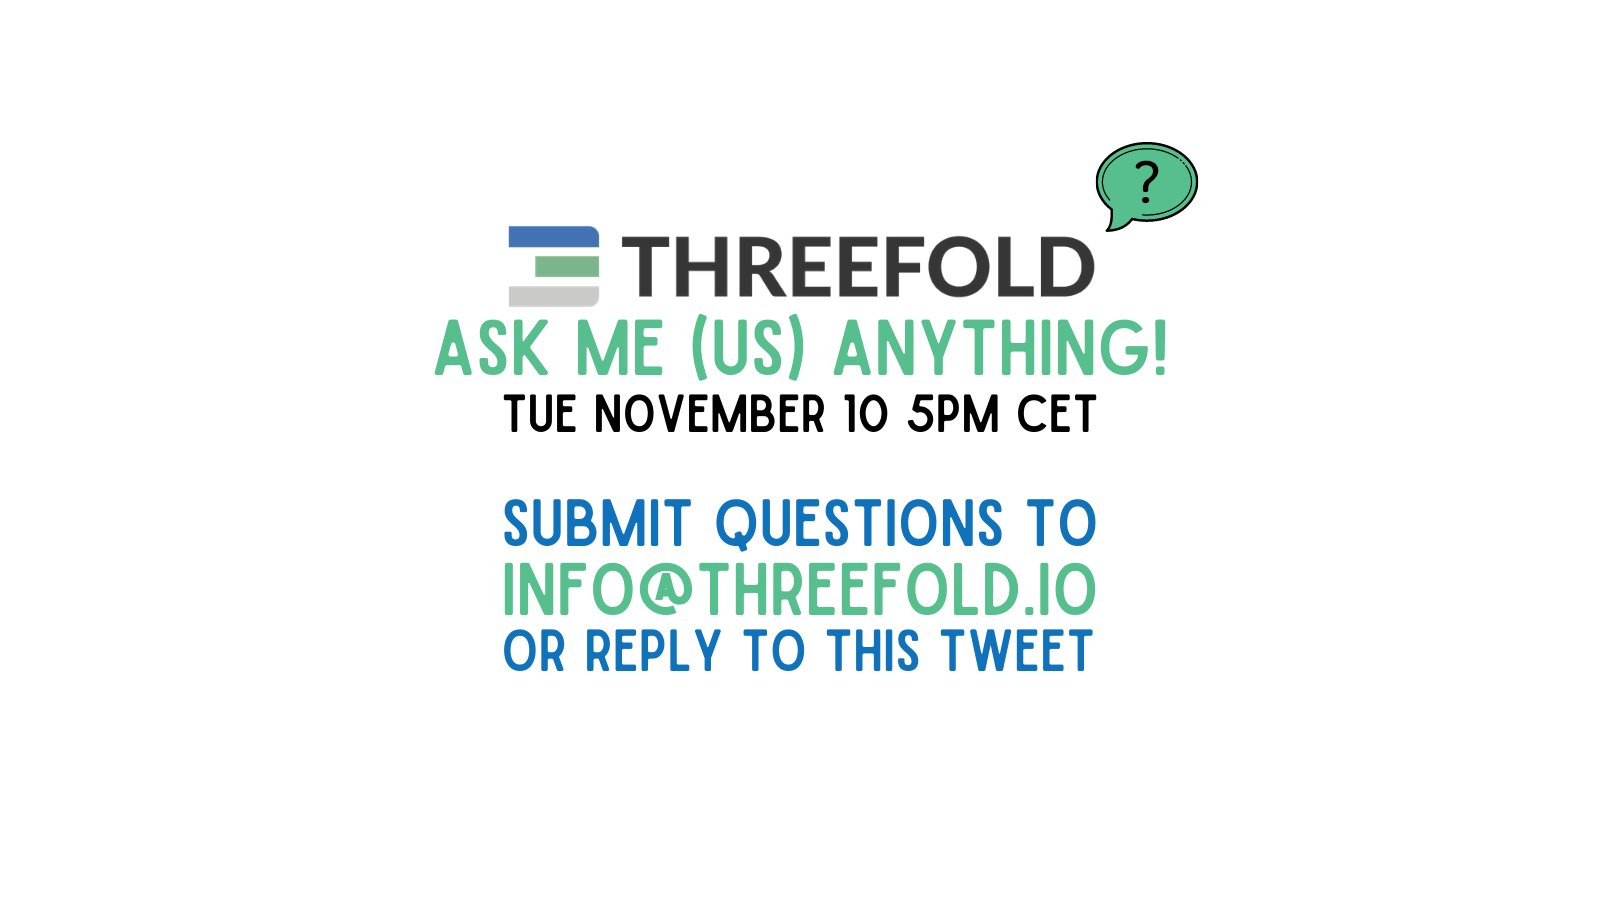 ?
THREEFOLD
ASK ME (US) ANYTHING!
TUE NOVEMBER 10 5PM CET
SUBMIT QUESTIONS TO
INFO@THREEFOLD.IO
OR REPLY TO THIS TWEET